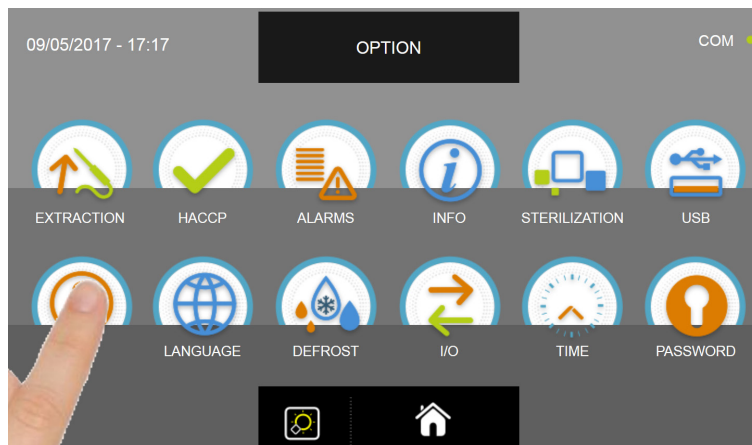 09/05/2017 - 17:17
OPTION
COM
EXTRACTION
HACCP
ALARMS
INFO
STERILIZATION
USB
LANGUAGE
DEFROST
I/O
TIME
PASSWORD